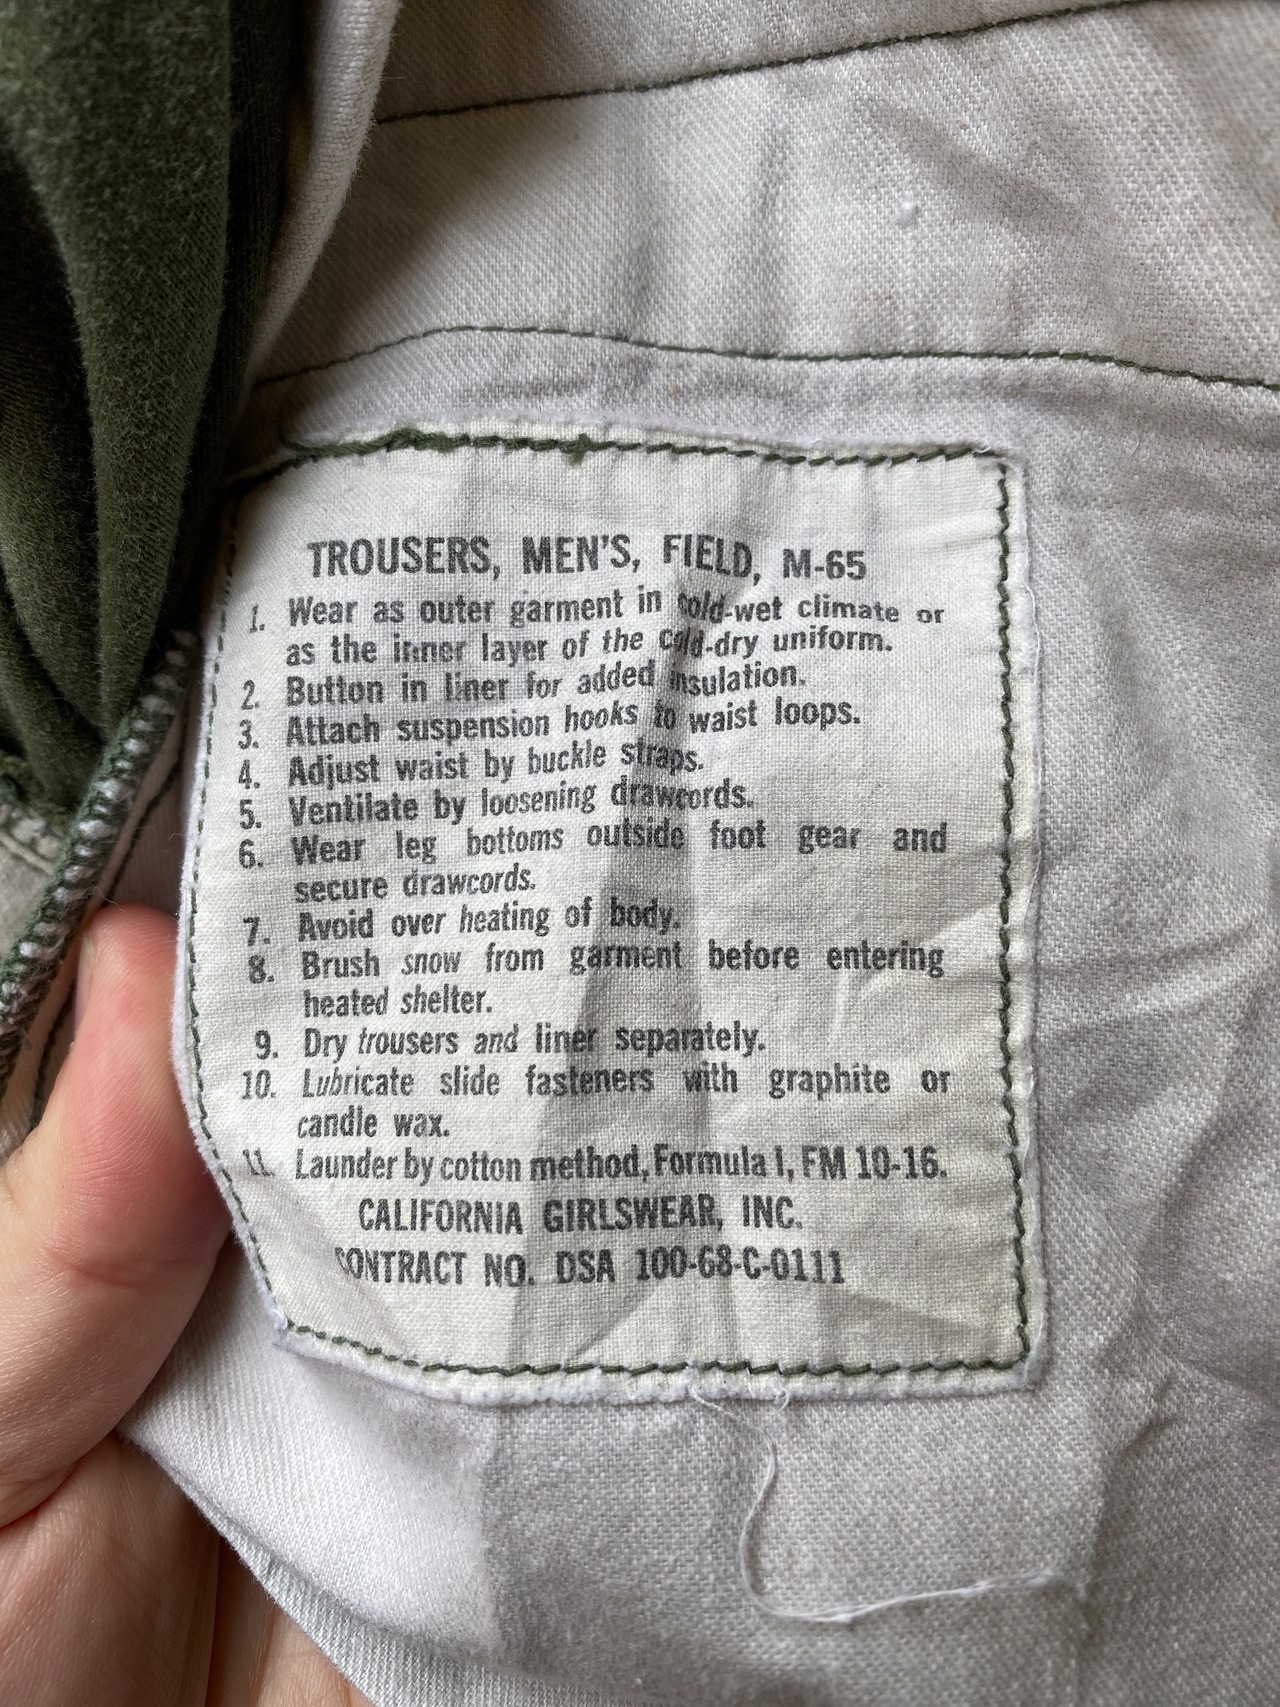 TROUSERS, MEN'S, FIELD, M-65
1. Wear as outer garment in cold-wet climate or
as the inner layer of the cold-dry uniform.
2. Button in liner for added insulation.
3. Attach suspension hooks to waist loops.
4. Adjust waist by buckle straps.
5. Ventilate by loosening drawcords.
6. Wear leg bottoms outside foot gear and
secure drawcords.
7. Avoid over heating of body.
8. Brush snow from garment before entering
heated shelter.
9. Dry trousers and liner separately.
10. Lubricate slide fasteners with graphite or
candle wax.
11. Launder by cotton method, Formula I, FM 10-16.
CALIFORNIA GIRLSWEAR, INC.
CONTRACT NO. DSA 100-68-C-0111